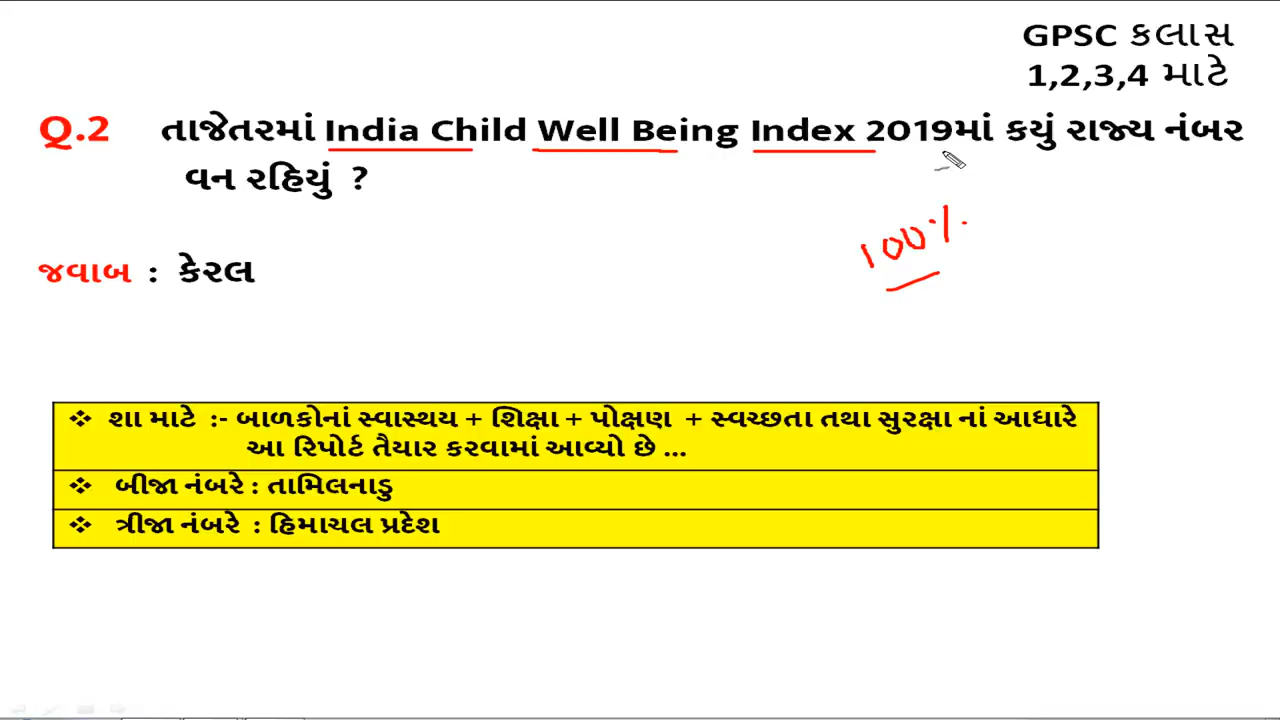 GPSC કલાસ
1,2,3,4 માટે
Q.2 તાજેતરમાં India Child Well Being Index 2019માં કયું રાજ્ય નંબર
વન રહિયું ?
100%
જવાબ : કેરલ
❖ શા માટે :- બાળકોનાં સ્વાસ્થય + શિક્ષા + પોક્ષણ + સ્વચ્છતા તથા સુરક્ષા નાં આધારે
આ રિપોર્ટ તૈયાર કરવામાં આવ્યો છે ...
❖ બીજા નંબરે : તામિલનાડુ
❖ ત્રીજા નંબરે : હિમાચલ પ્રદેશ